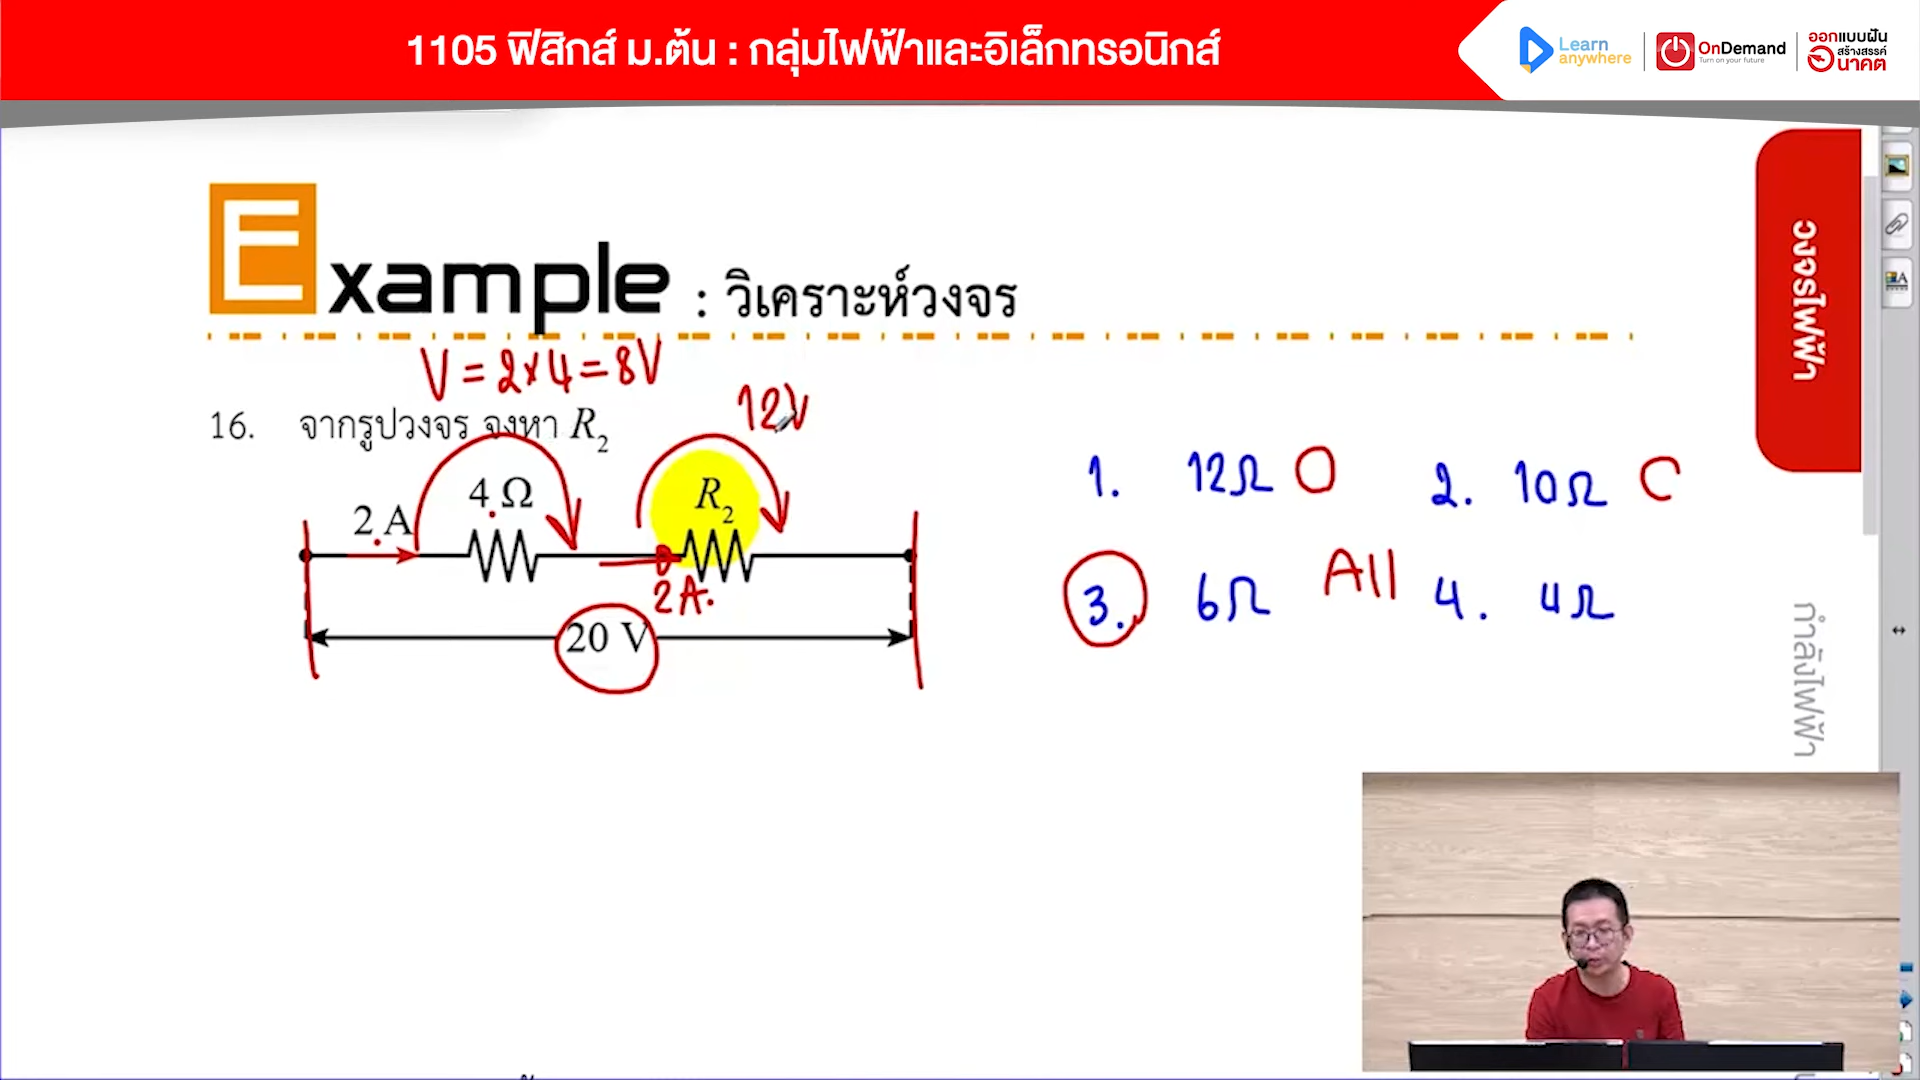 1105 ฟิสิกส์ ม.ต้น : กลุ่มไฟฟ้าและอิเล็กทรอนิกส์
Learn anywhere
OnDemand
Turn on your future
ออกแบบฝัน
สร้างสรรค์
อนาคต
วงจรไฟฟ้า
กำลังไฟฟ้า
Example : วิเคราะห์วงจร
V = 2×4 = 8V
12V
16. จากรูปวงจร จงหา R₂
4 Ω
R₂
2 A
2A
20 V
1. 12Ω O 2. 10Ω C
3. 6Ω All 4. 4Ω